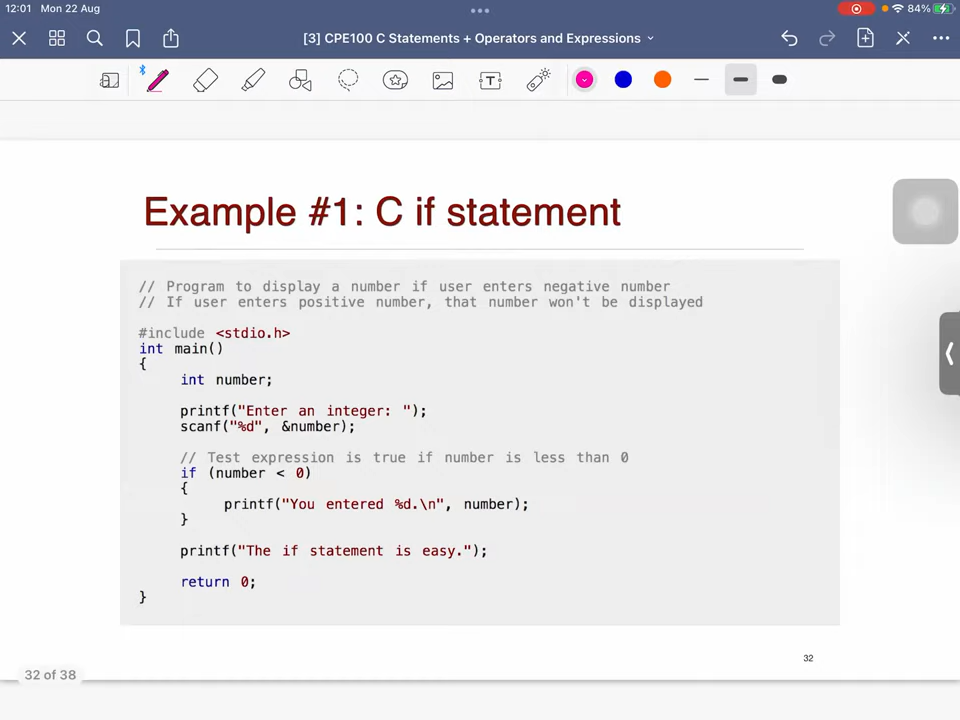 12:01 Mon 22 Aug
84%
[3] CPE100 C Statements + Operators and Expressions
T
Example #1: C if statement
// Program to display a number if user enters negative number
// If user enters positive number, that number won't be displayed
#include <stdio.h>
int main()
{
int number;
printf("Enter an integer: ");
scanf("%d", &number);
// Test expression is true if number is less than 0
if (number < 0)
{
printf("You entered %d.\n", number);
}
printf("The if statement is easy.");
return 0;
}
32
32 of 38